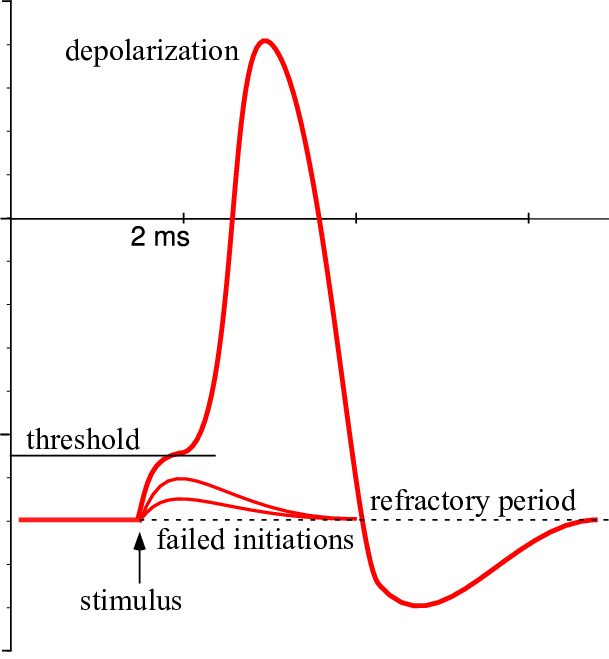 depolarization
2 ms
threshold
refractory period
failed initiations
stimulus